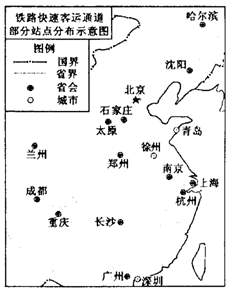 铁路快速客运通道
部分站点分布示意图
图例
国界
省界
省会
城市
哈尔滨
沈阳
北京
石家庄
太原
青岛
兰州
郑州
徐州
成都
南京
上海
杭州
重庆
长沙
广州
深圳